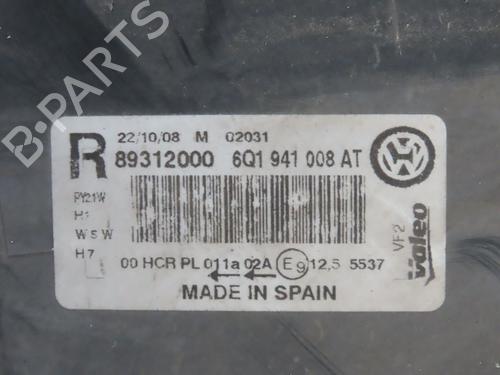 B-PARTS
22/10/08 M 02031
R 89312000 6Q1 941 008 AT
PY21W
H1
W5W
H7
00 HCR PL 011a 02A E9 12,5 5537
VF2
Valeo
MADE IN SPAIN